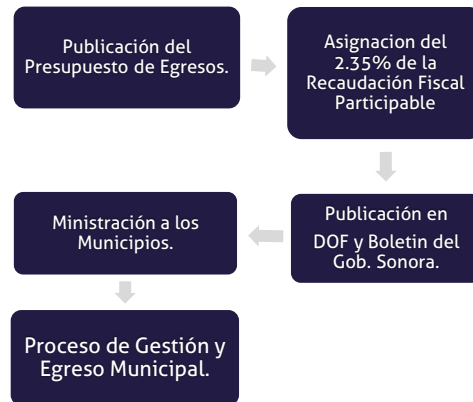 Publicación del
Presupuesto de Egresos.
Asignacion del
2.35% de la
Recaudación Fiscal
Participable
Publicación en
DOF y Boletin del
Gob. Sonora.
Ministración a los
Municipios.
Proceso de Gestión y
Egreso Municipal.